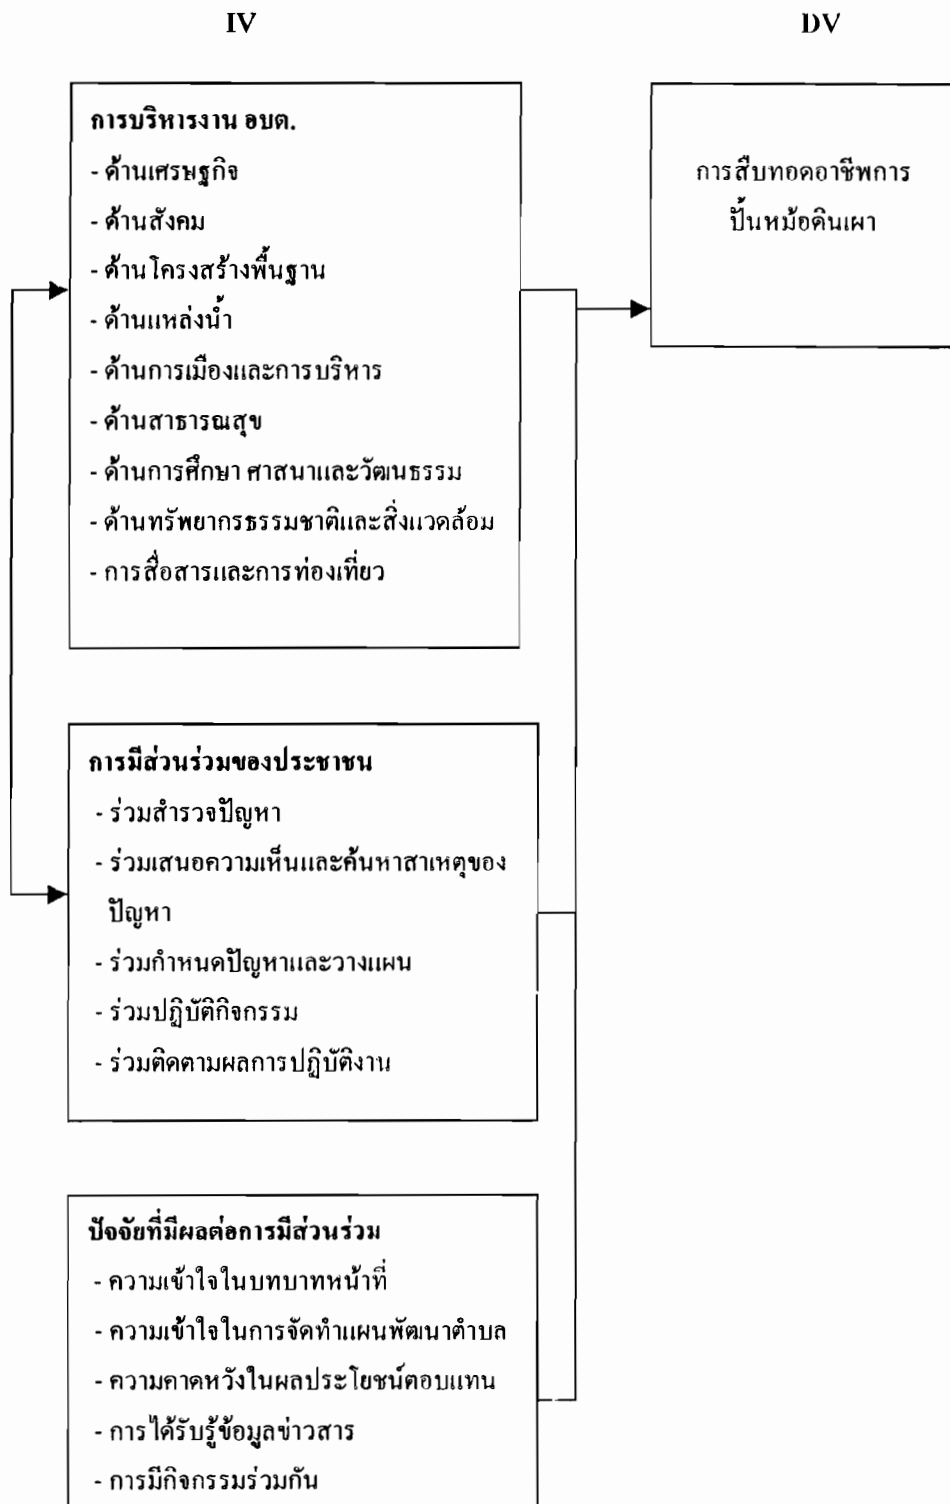 IV
DV
การบริหารงาน อบต.
- ด้านเศรษฐกิจ
- ด้านสังคม
- ด้านโครงสร้างพื้นฐาน
- ด้านแหล่งน้ำ
- ด้านการเมืองและการบริหาร
- ด้านสาธารณสุข
- ด้านการศึกษา ศาสนาและวัฒนธรรม
- ด้านทรัพยากรธรรมชาติและสิ่งแวดล้อม
- การสื่อสารและการท่องเที่ยว
การสืบทอดอาชีพการ
ปั้นหม้อดินเผา
การมีส่วนร่วมของประชาชน
- ร่วมสำรวจปัญหา
- ร่วมเสนอความเห็นและค้นหาสาเหตุของ
ปัญหา
- ร่วมกำหนดปัญหาและวางแผน
- ร่วมปฏิบัติกิจกรรม
- ร่วมติดตามผลการปฏิบัติงาน
ปัจจัยที่มีผลต่อการมีส่วนร่วม
- ความเข้าใจในบทบาทหน้าที่
- ความเข้าใจในการจัดทำแผนพัฒนาตำบล
- ความคาดหวังในผลประโยชน์ตอบแทน
- การได้รับรู้ข้อมูลข่าวสาร
- การมีกิจกรรมร่วมกัน